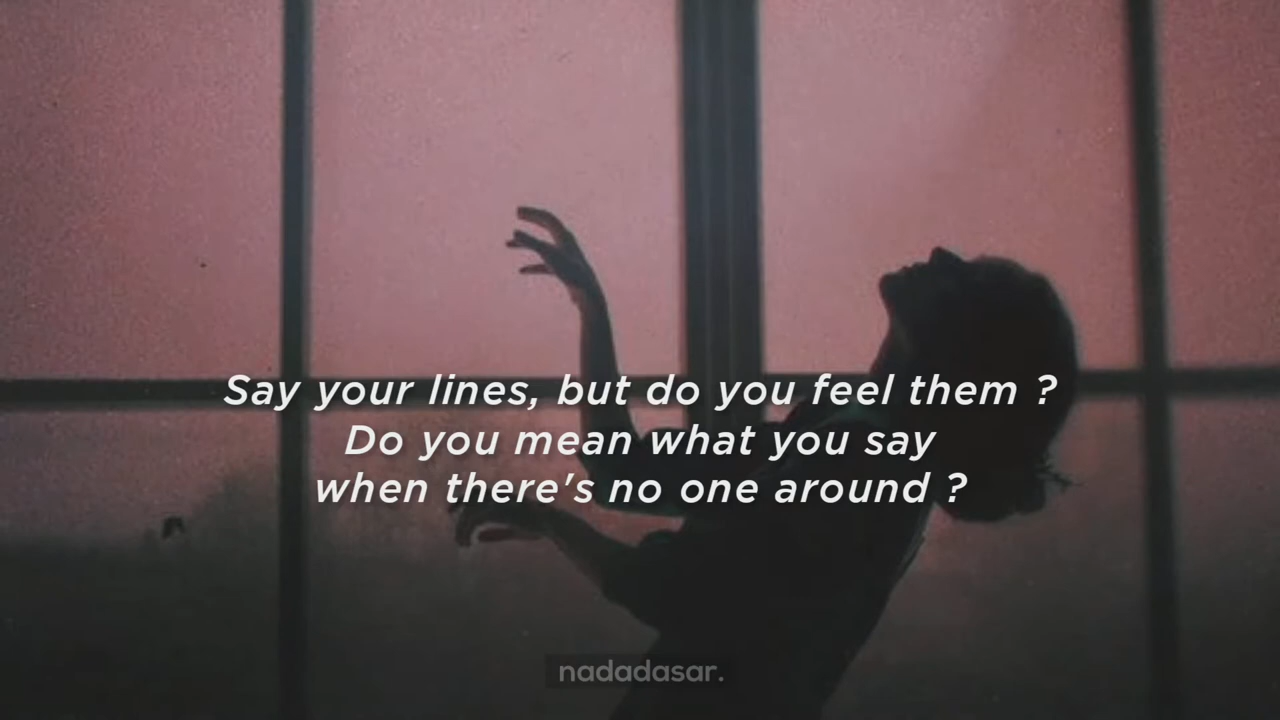 Say your lines, but do you feel them ?
Do you mean what you say
when there's no one around ?
nadadasar.